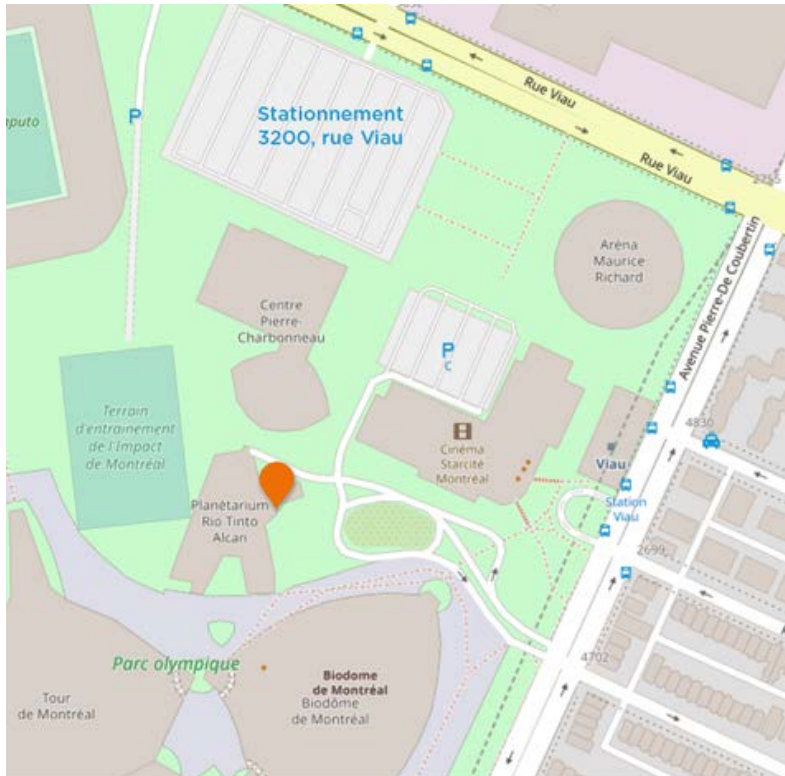 Stationnement
3200, rue Viau
Rue Viau
Rue Viau
2755
P
Aréna
Maurice
Richard
Avenue Pierre-De Coubertin
Centre
Pierre-
Charbonneau
P
C
Terrain
d'entrainement
de l'Impact
de Montréal
Cinéma
Starcité
Montréal
4830
Viau
Station
Viau
Planétarium
Rio Tinto
Alcan
2699
4702
Parc olympique
Biodome
de Montréal
Biodôme
de Montréal
Tour
de Montréal